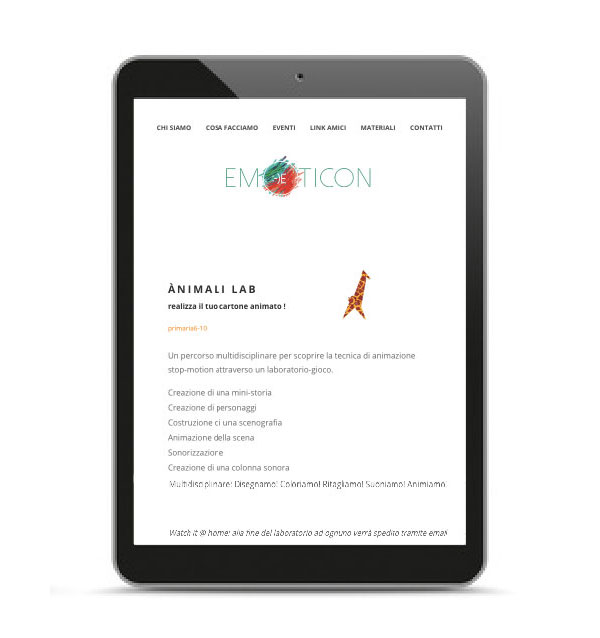 CHI SIAMO COSA FACCIAMO EVENTI LINK AMICI MATERIALI CONTATTI
EMOTICON
ÀNIMALI LAB
realizza il tuo cartone animato !
primaria6-10
Un percorso multidisciplinare per scoprire la tecnica di animazione
stop-motion attraverso un laboratorio-gioco.
Creazione di una mini-storia
Creazione di personaggi
Costruzione di una scenografia
Animazione della scena
Sonorizzazione
Creazione di una colonna sonora
Multidisciplinare: Disegnamo! Coloriamo! Ritagliamo! Suoniamo! Animiamo
Watch it @ home: alla fine del laboratorio ad ognuno verrà spedito tramite email